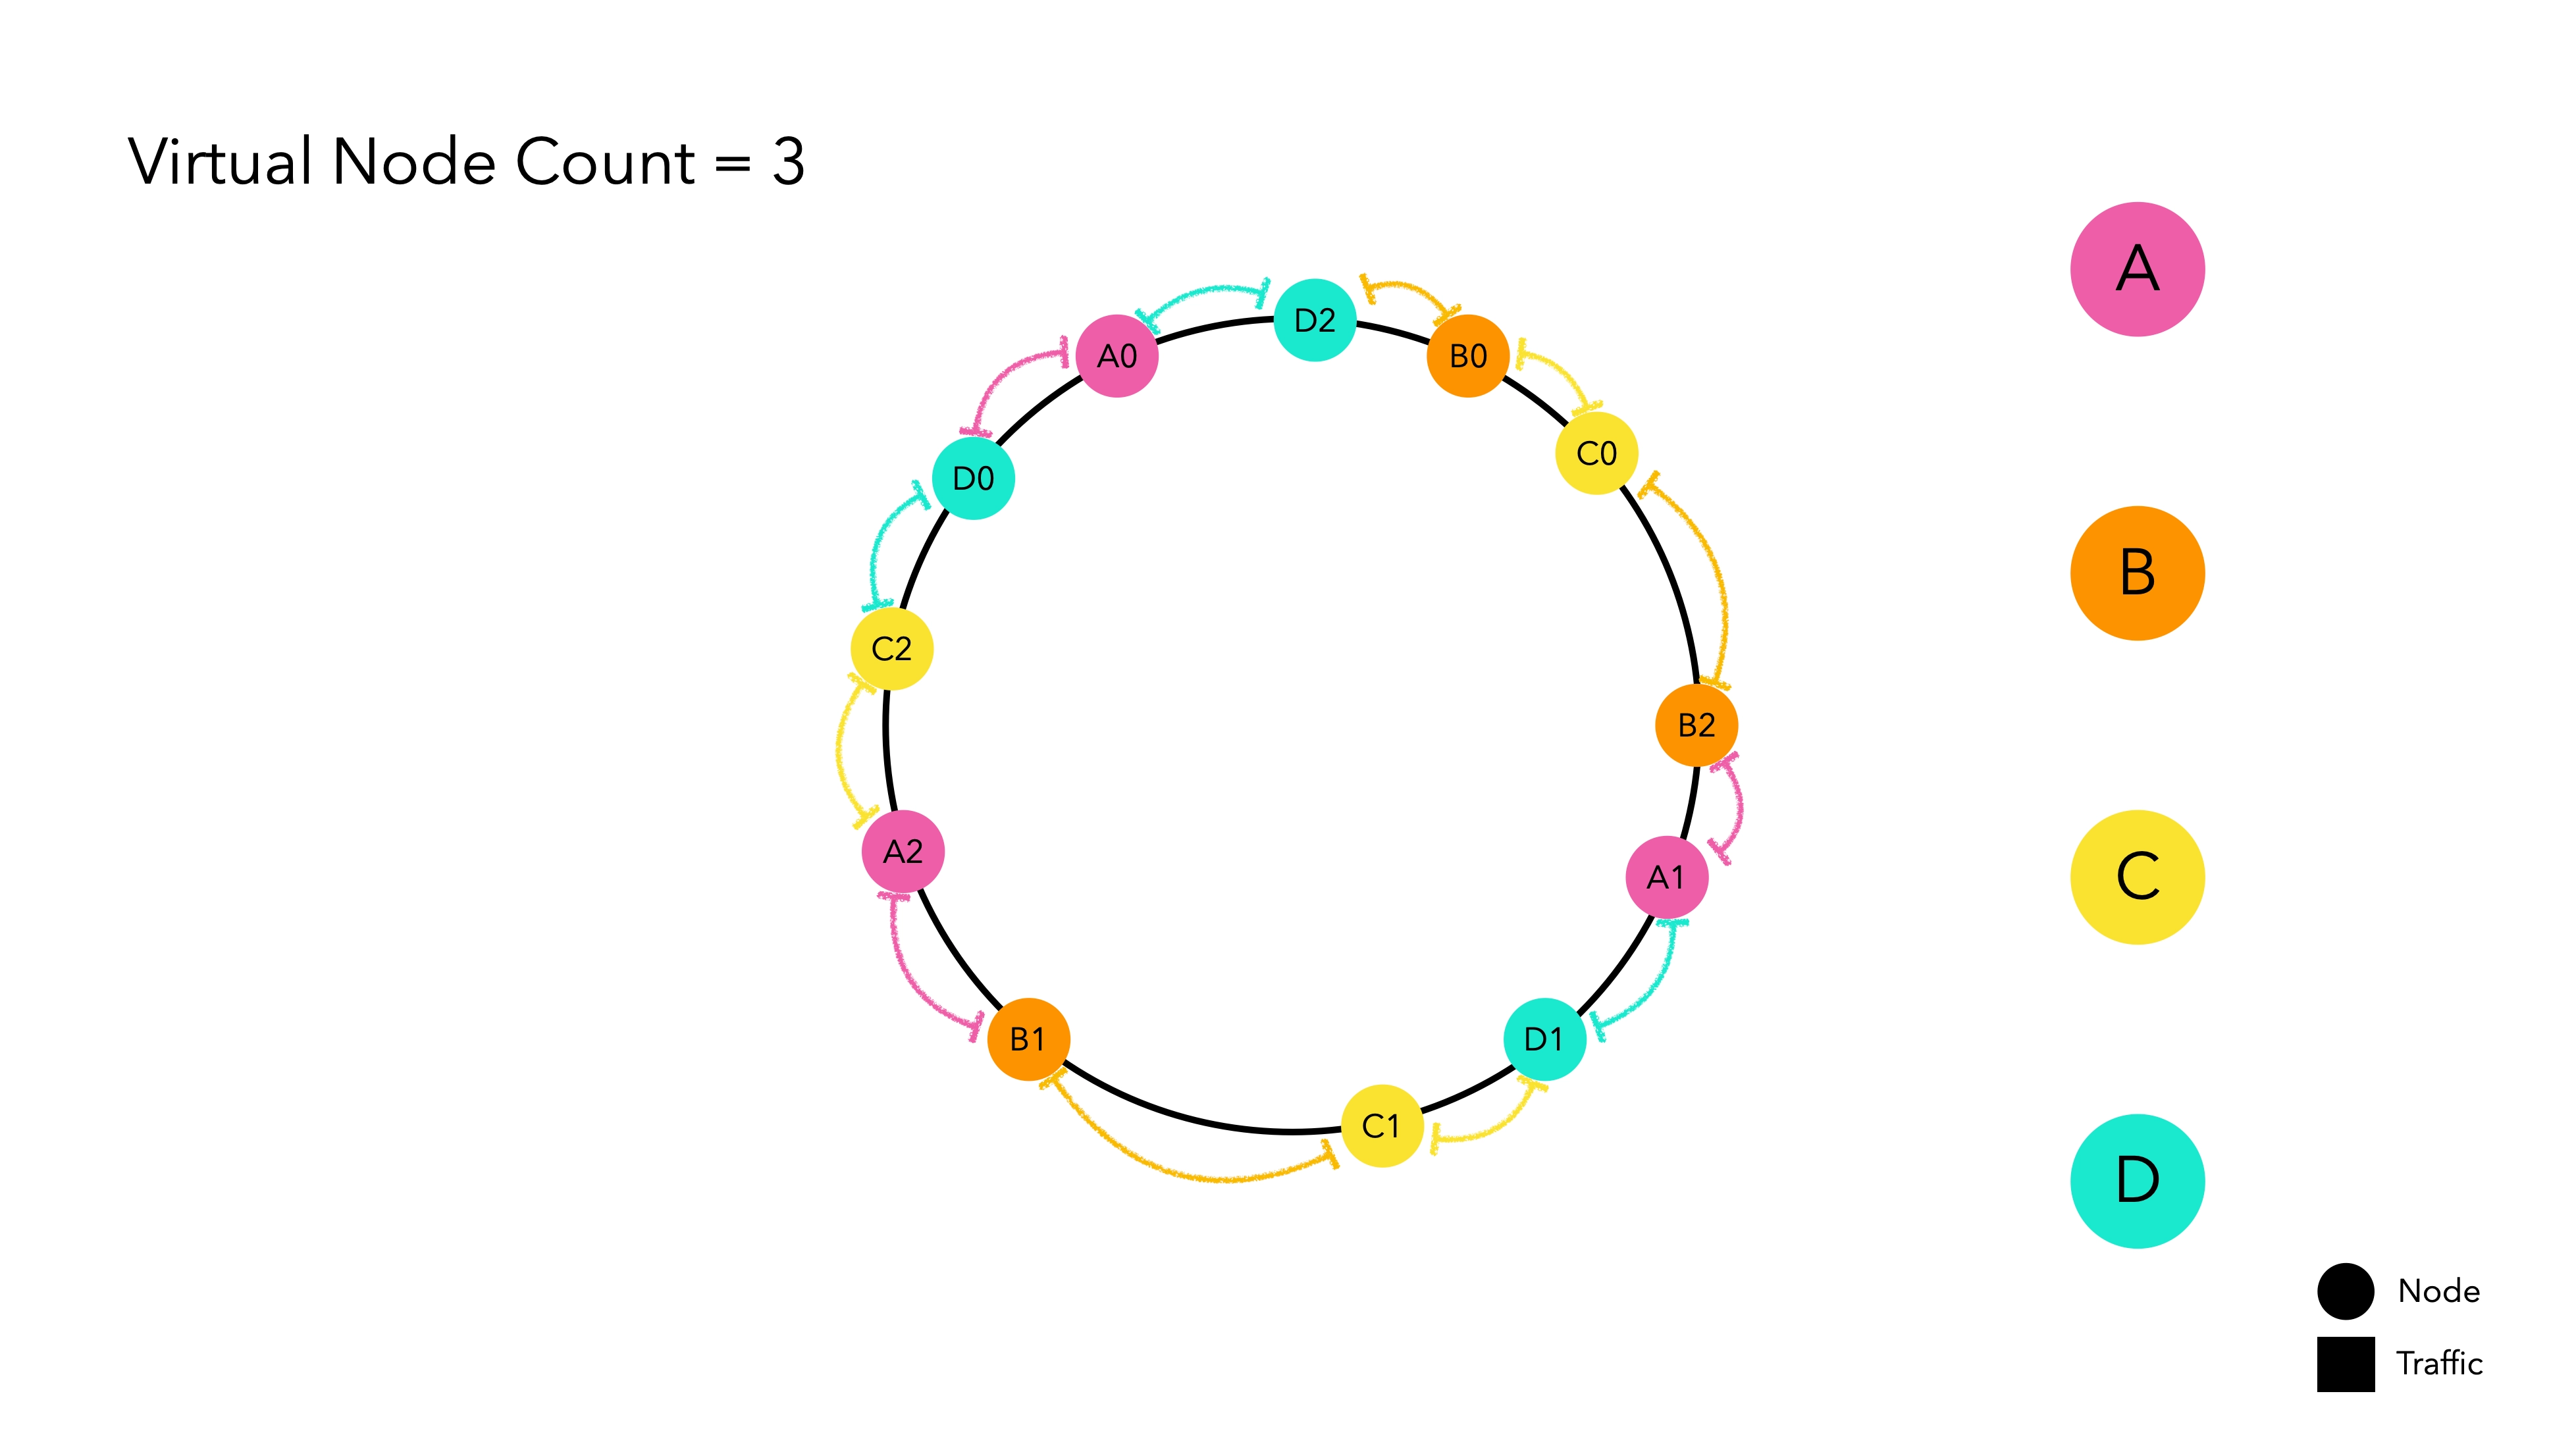 Virtual Node Count = 3
A
D2
A0
B0
C0
D0
B
C2
B2
A2
A1
C
B1
D1
C1
D
Node
Traffic